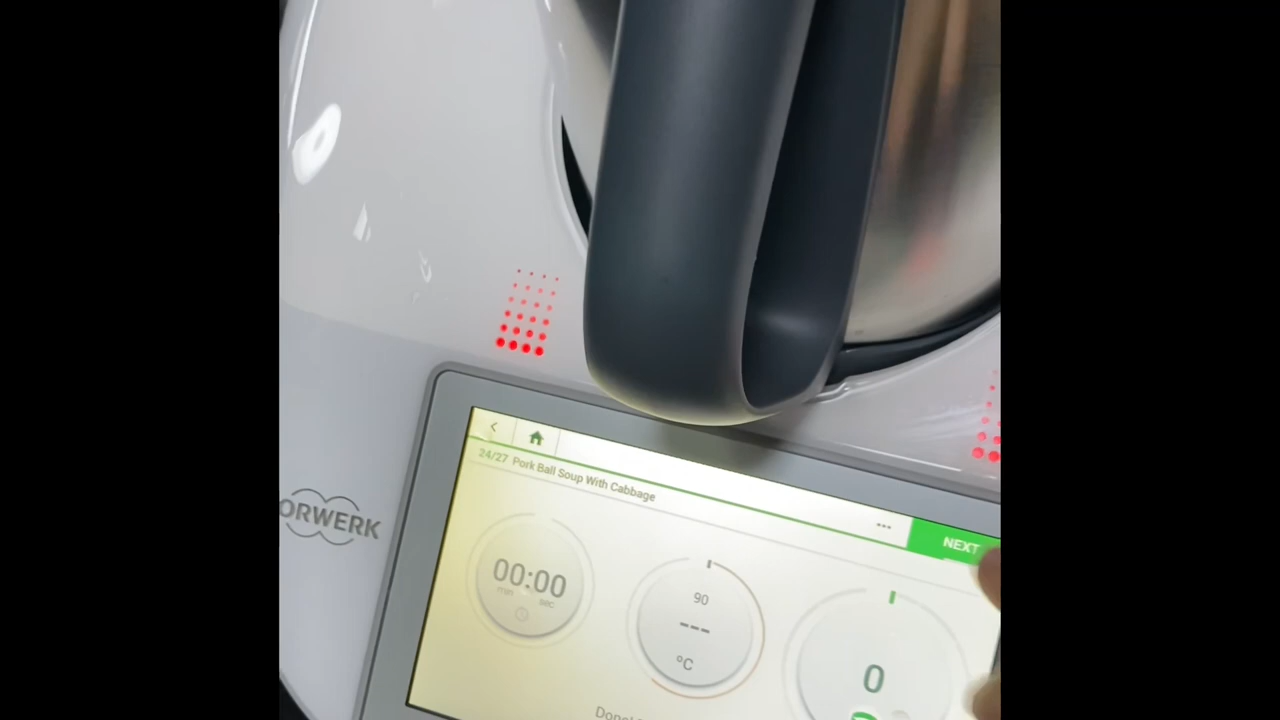 24/27 Pork Ball Soup With Cabbage
...
NEXT
ORWERK
00:00
min sec
90
---
°C
0